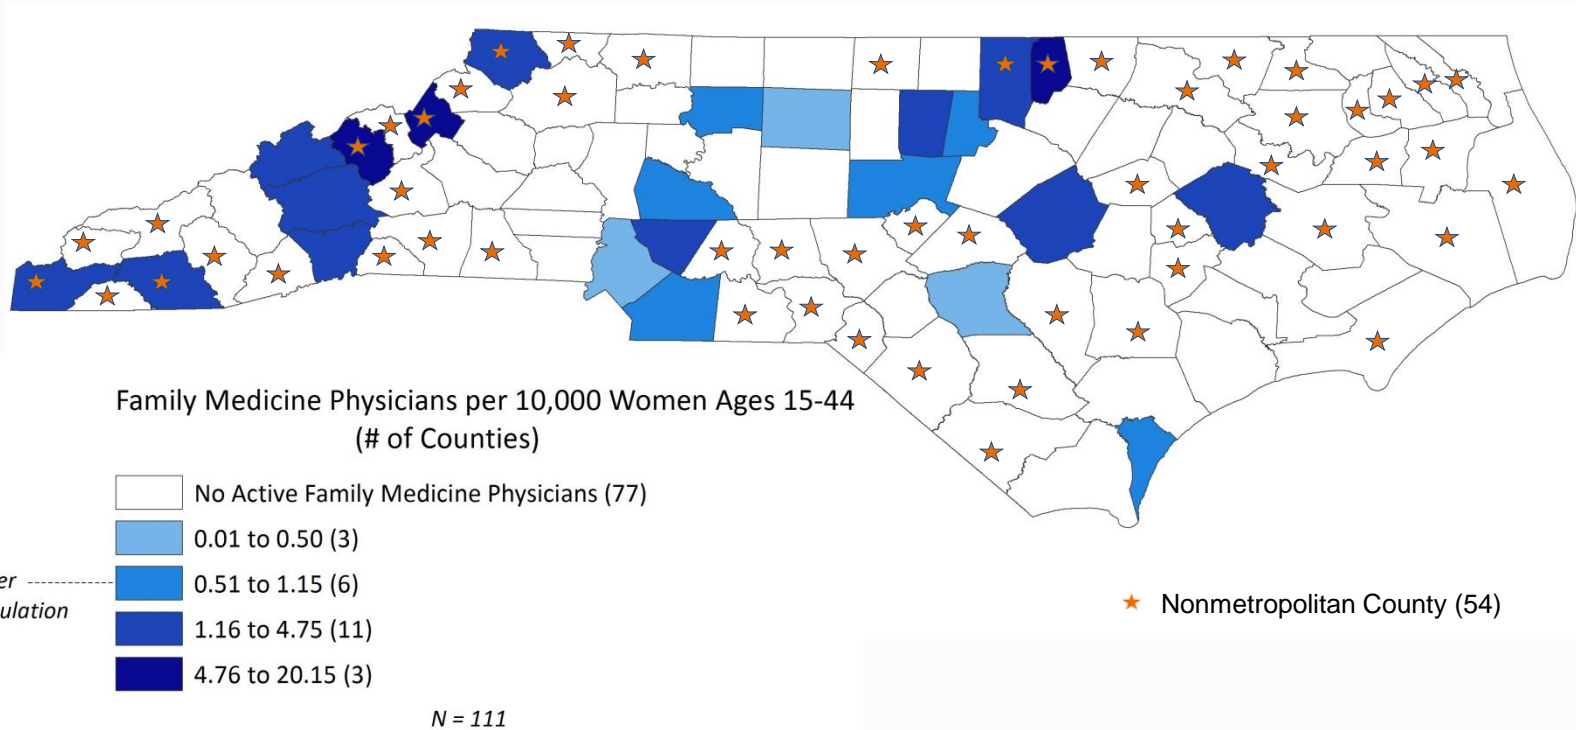 Family Medicine Physicians per 10,000 Women Ages 15-44
(# of Counties)
No Active Family Medicine Physicians (77)
0.01 to 0.50 (3)
0.51 to 1.15 (6)
1.16 to 4.75 (11)
4.76 to 20.15 (3)
er
ulation
Nonmetropolitan County (54)
N = 111